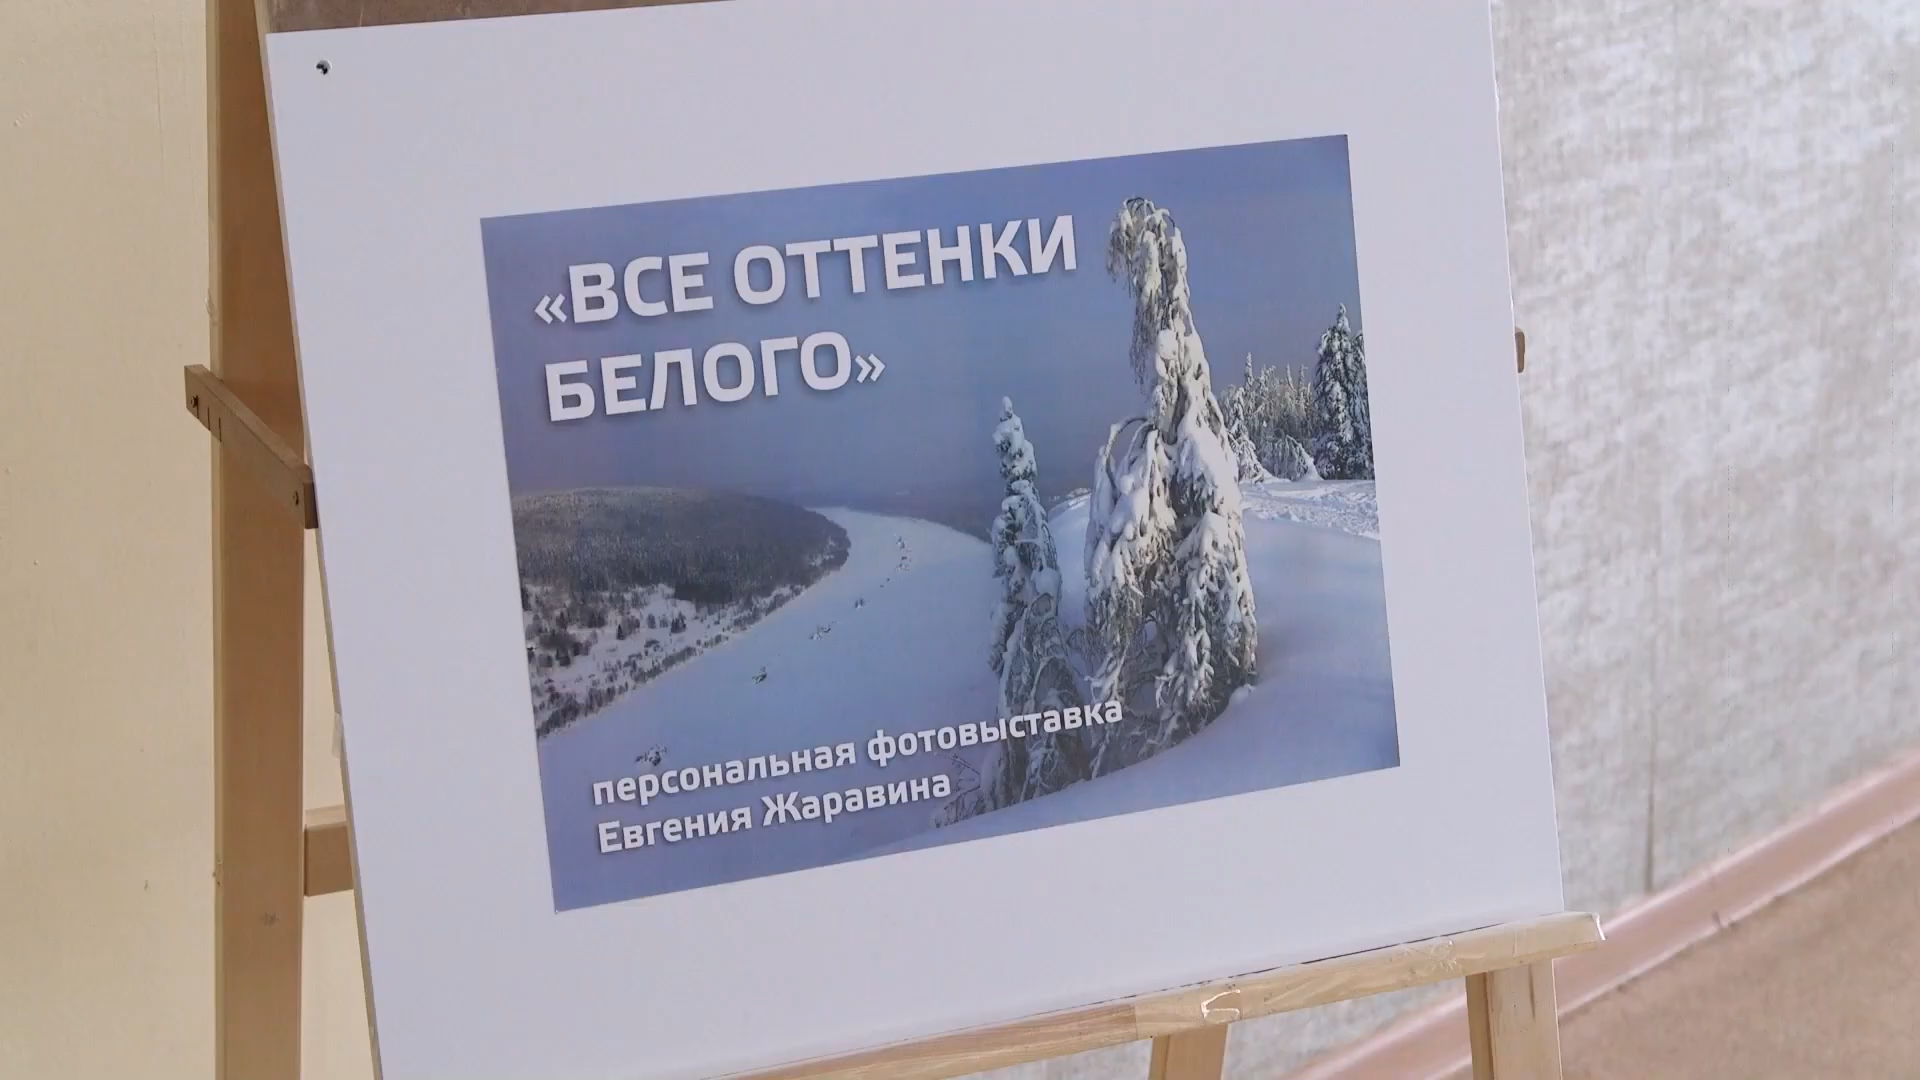 «ВСЕ ОТТЕНКИ
БЕЛОГО»
персональная фотовыставка
Евгения Жаравина